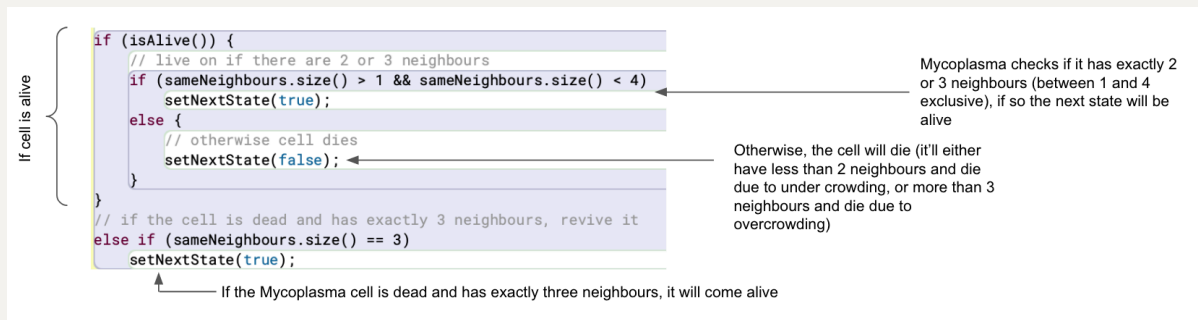 If cell is alive
if (isAlive()) {
// live on if there are 2 or 3 neighbours
if (sameNeighbours.size() > 1 && sameNeighbours.size() < 4)
setNextState(true);
else {
// otherwise cell dies
setNextState(false);
}
}
// if the cell is dead and has exactly 3 neighbours, revive it
else if (sameNeighbours.size() == 3)
setNextState(true);
Mycoplasma checks if it has exactly 2
or 3 neighbours (between 1 and 4
exclusive), if so the next state will be
alive
Otherwise, the cell will die (it'll either
have less than 2 neighbours and die
due to under crowding, or more than 3
neighbours and die due to
overcrowding)
If the Mycoplasma cell is dead and has exactly three neighbours, it will come alive